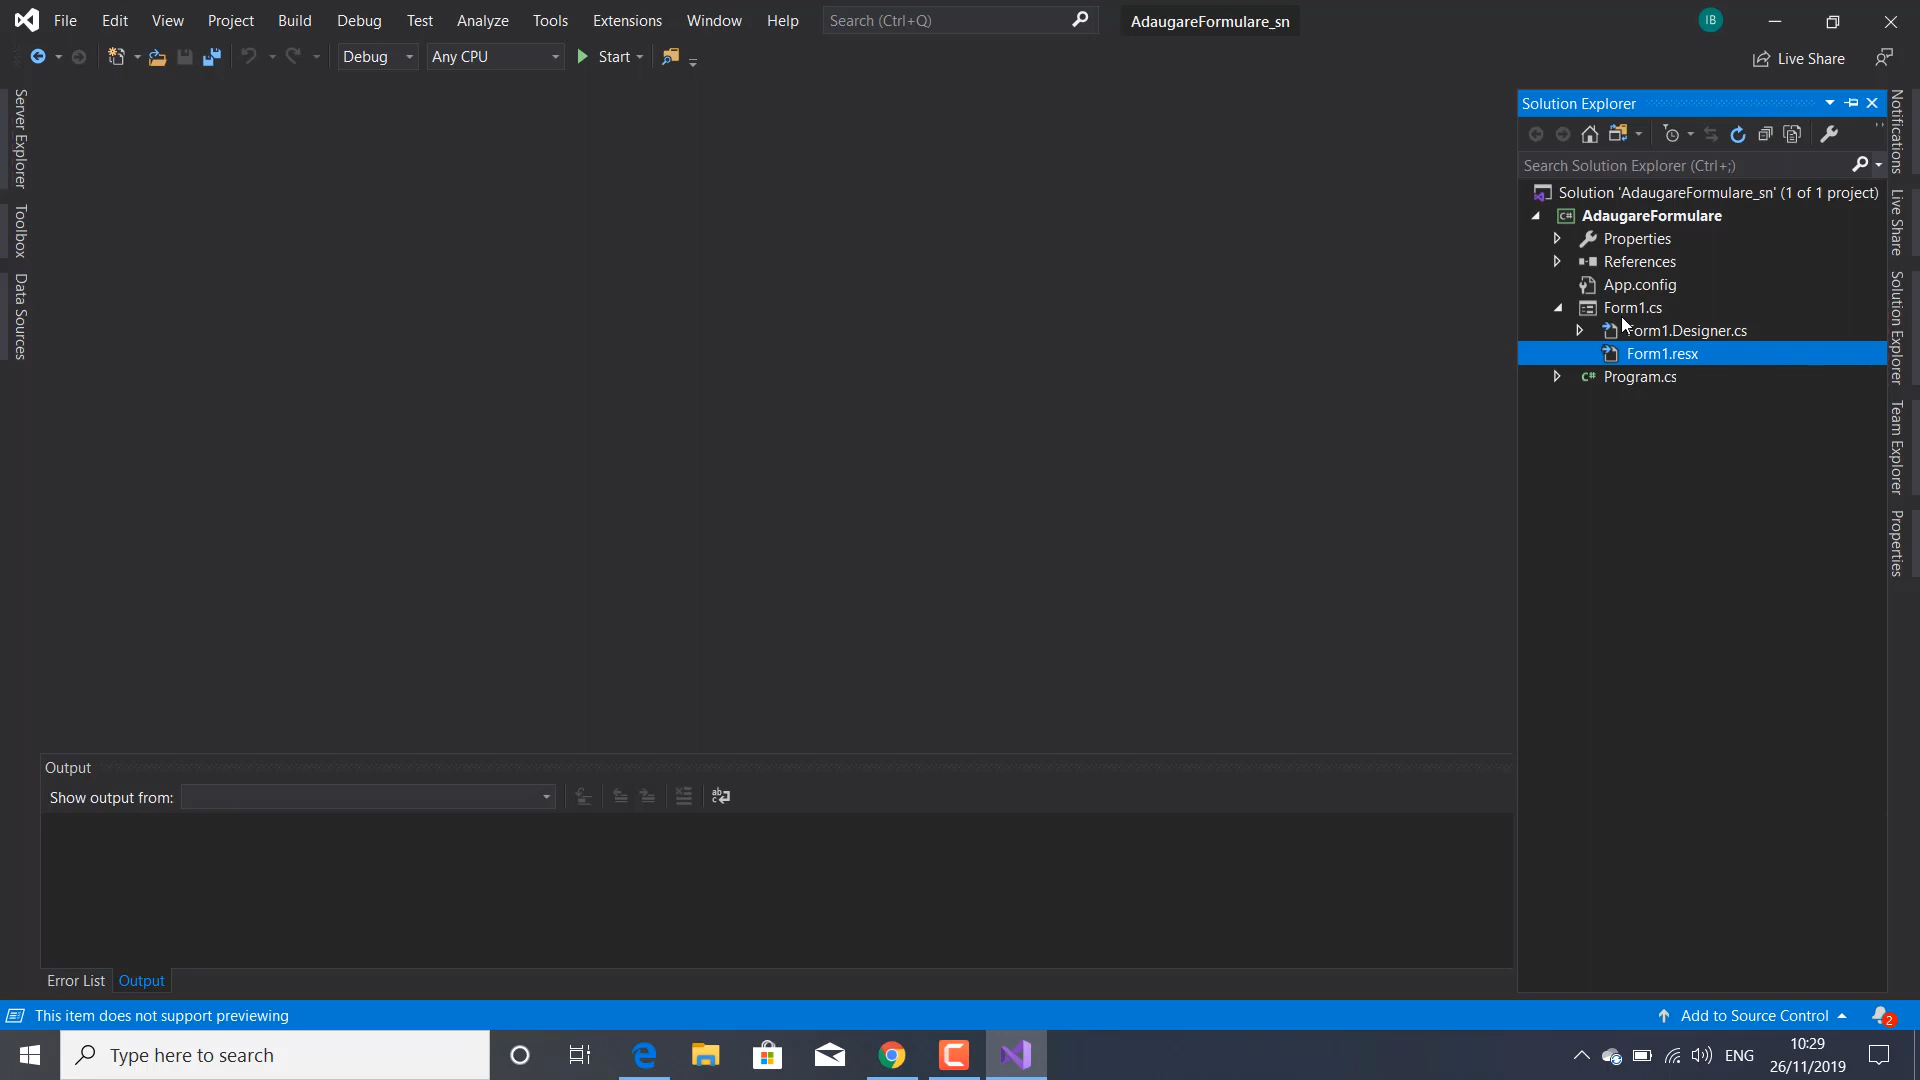 File Edit View Project Build Debug Test Analyze Tools Extensions Window Help Search (Ctrl+Q) AdaugareFormulare_sn IB
Debug Any CPU Start Live Share
Server Explorer
Toolbox
Data Sources
Solution Explorer
Search Solution Explorer (Ctrl+;)
Solution 'AdaugareFormulare_sn' (1 of 1 project)
C# AdaugareFormulare
Properties
References
App.config
Form1.cs
Form1.Designer.cs
Form1.resx
C# Program.cs
Notifications
Live Share
Solution Explorer
Team Explorer
Properties
Output
Show output from:
Error List Output
This item does not support previewing Add to Source Control 2
Type here to search ENG 10:29
26/11/2019